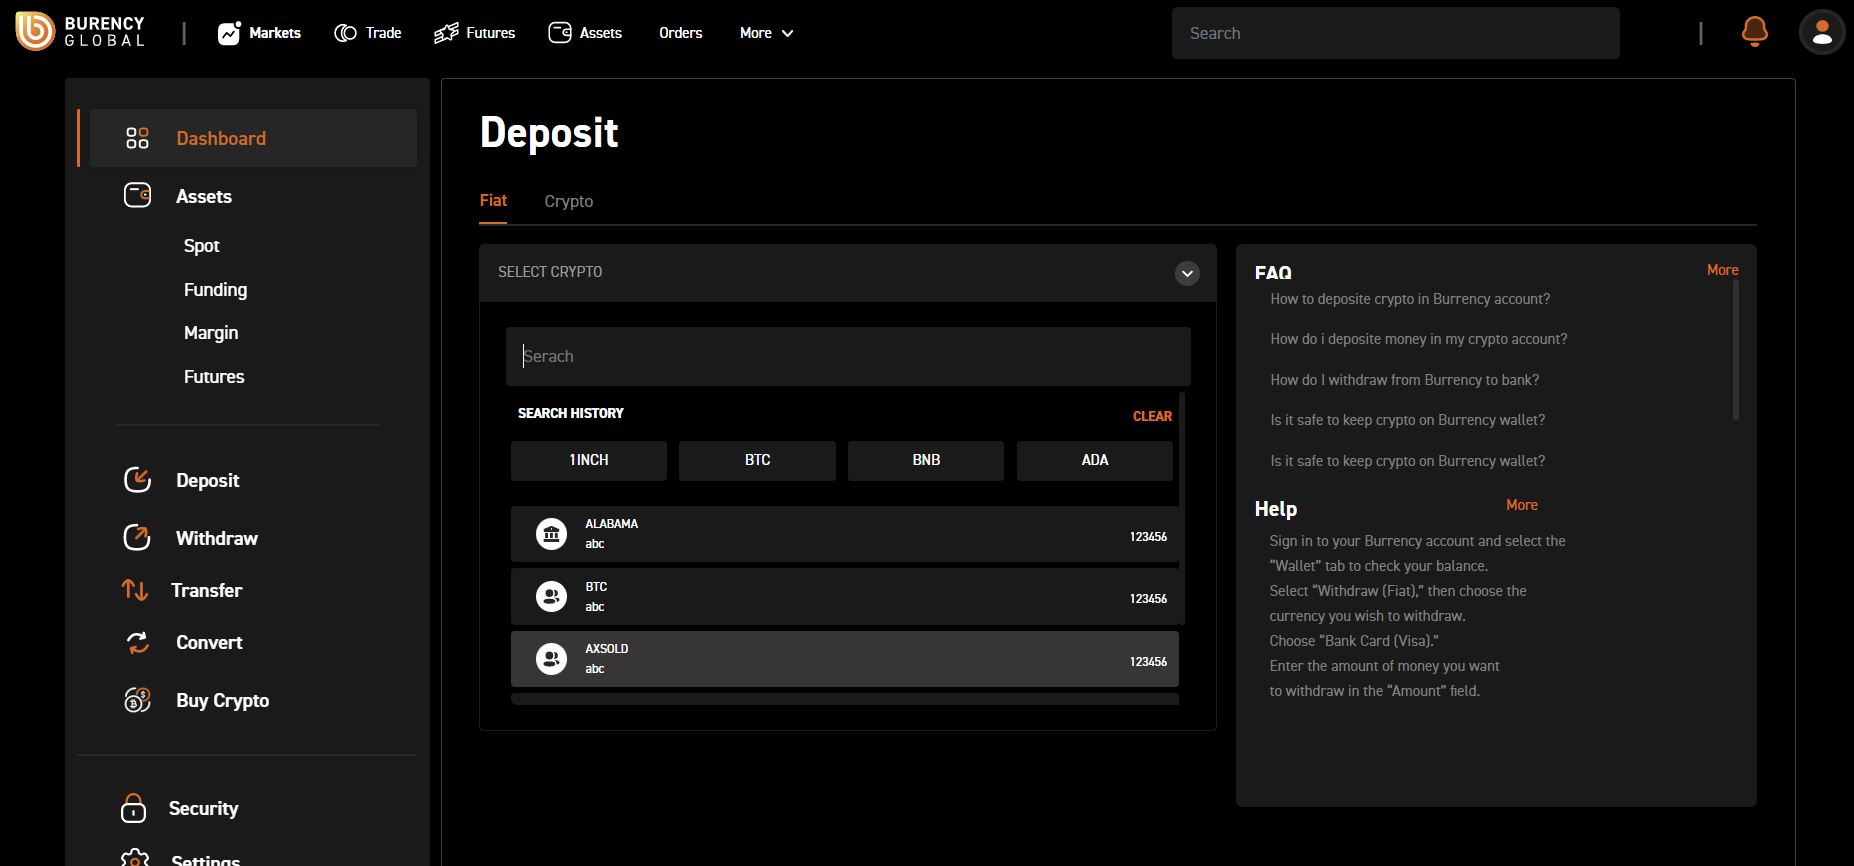 BURENCY
GLOBAL
Markets
Trade
Futures
Assets
Orders
More
Search
Dashboard
Assets
Spot
Funding
Margin
Futures
Deposit
Withdraw
Transfer
Convert
Buy Crypto
Security
Settings
Deposit
Fiat
Crypto
SELECT CRYPTO
Serach
SEARCH HISTORY
CLEAR
1INCH
BTC
BNB
ADA
ALABAMA
abc
123456
BTC
abc
123456
AXSOLD
abc
123456
FAQ
More
How to deposite crypto in Burrency account?
How do i deposite money in my crypto account?
How do I withdraw from Burrency to bank?
Is it safe to keep crypto on Burrency wallet?
Is it safe to keep crypto on Burrency wallet?
Help
More
Sign in to your Burrency account and select the
“Wallet” tab to check your balance.
Select “Withdraw (Fiat),” then choose the
currency you wish to withdraw.
Choose “Bank Card (Visa).”
Enter the amount of money you want
to withdraw in the “Amount” field.